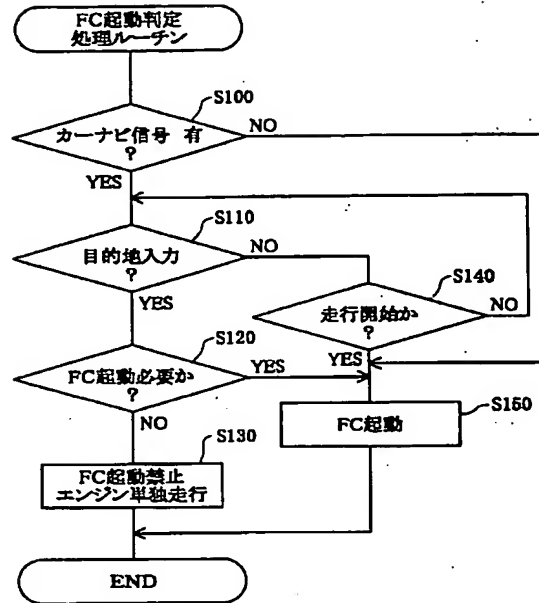 FC起動判定
処理ルーチン
S100
カーナビ信号 有
?
NO
YES
S110
目的地入力
?
NO
YES
S140
走行開始か
?
NO
YES
S120
FC起動必要か
?
YES
NO
S150
FC起動
S130
FC起動禁止
エンジン単独走行
END